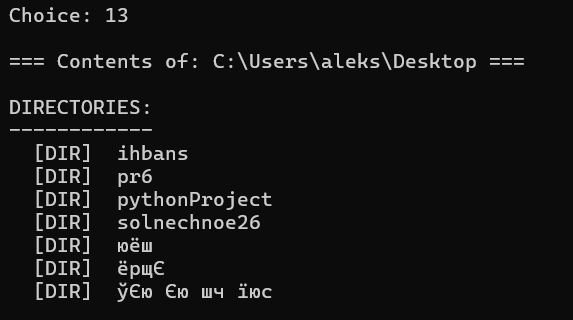 Choice: 13
=== Contents of: C:\Users\aleks\Desktop ===
DIRECTORIES:
------------
[DIR] ihbans
[DIR] pr6
[DIR] pythonProject
[DIR] solnechnoe26
[DIR] юёш
[DIR] ёрщЄ
[DIR] ўЄю Єю шч їюс